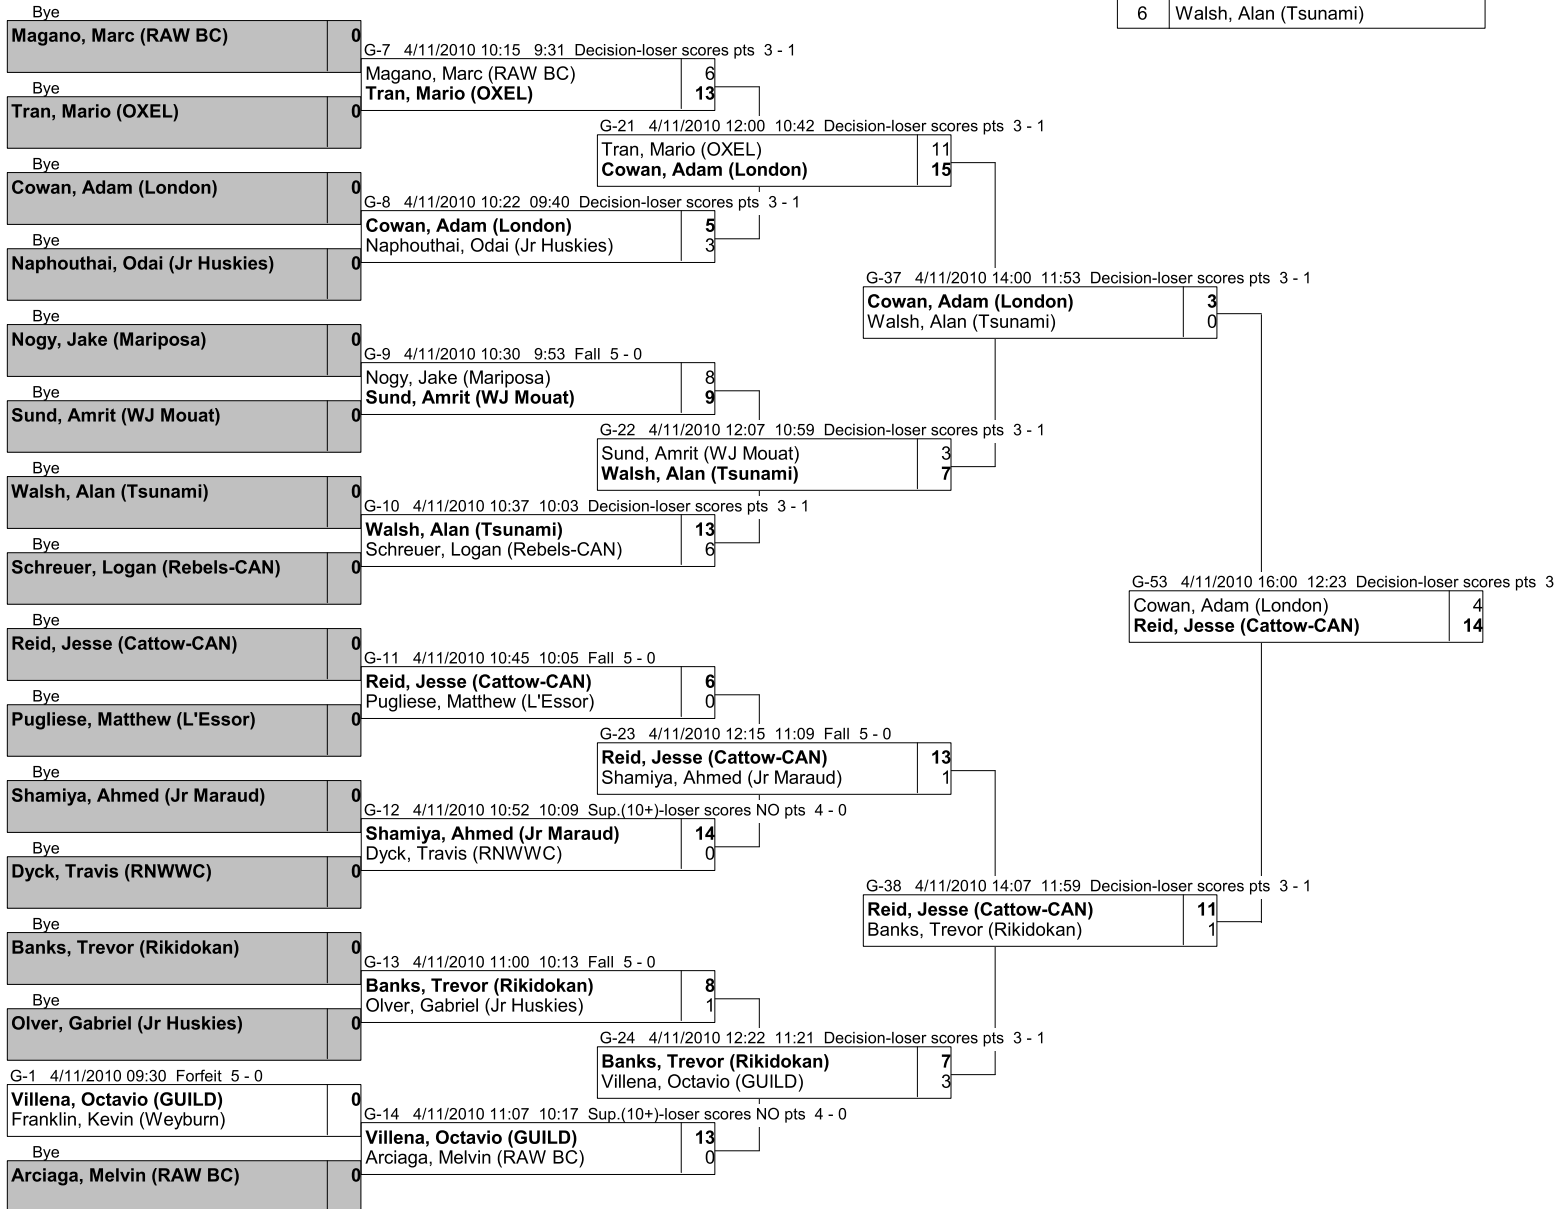 6 Walsh, Alan (Tsunami)
Bye
Magano, Marc (RAW BC) 0
Bye
Tran, Mario (OXEL) 0
Bye
Cowan, Adam (London) 0
Bye
Naphouthai, Odai (Jr Huskies) 0
Bye
Nogy, Jake (Mariposa) 0
Bye
Sund, Amrit (WJ Mouat) 0
Bye
Walsh, Alan (Tsunami) 0
Bye
Schreuer, Logan (Rebels-CAN) 0
Bye
Reid, Jesse (Cattow-CAN) 0
Bye
Pugliese, Matthew (L'Essor) 0
Bye
Shamiya, Ahmed (Jr Maraud) 0
Bye
Dyck, Travis (RNWWC) 0
Bye
Banks, Trevor (Rikidokan) 0
Bye
Olver, Gabriel (Jr Huskies) 0
G-1 4/11/2010 09:30 Forfeit 5 - 0
Villena, Octavio (GUILD) 0
Franklin, Kevin (Weyburn)
Bye
Arciaga, Melvin (RAW BC) 0
G-7 4/11/2010 10:15 9:31 Decision-loser scores pts 3 - 1
Magano, Marc (RAW BC) 6
Tran, Mario (OXEL) 13
G-8 4/11/2010 10:22 09:40 Decision-loser scores pts 3 - 1
Cowan, Adam (London) 5
Naphouthai, Odai (Jr Huskies) 3
G-9 4/11/2010 10:30 9:53 Fall 5 - 0
Nogy, Jake (Mariposa) 8
Sund, Amrit (WJ Mouat) 9
G-10 4/11/2010 10:37 10:03 Decision-loser scores pts 3 - 1
Walsh, Alan (Tsunami) 13
Schreuer, Logan (Rebels-CAN) 6
G-11 4/11/2010 10:45 10:05 Fall 5 - 0
Reid, Jesse (Cattow-CAN) 6
Pugliese, Matthew (L'Essor) 0
G-12 4/11/2010 10:52 10:09 Sup.(10+)-loser scores NO pts 4 - 0
Shamiya, Ahmed (Jr Maraud) 14
Dyck, Travis (RNWWC) 0
G-13 4/11/2010 11:00 10:13 Fall 5 - 0
Banks, Trevor (Rikidokan) 8
Olver, Gabriel (Jr Huskies) 1
G-14 4/11/2010 11:07 10:17 Sup.(10+)-loser scores NO pts 4 - 0
Villena, Octavio (GUILD) 13
Arciaga, Melvin (RAW BC) 0
G-21 4/11/2010 12:00 10:42 Decision-loser scores pts 3 - 1
Tran, Mario (OXEL) 11
Cowan, Adam (London) 15
G-22 4/11/2010 12:07 10:59 Decision-loser scores pts 3 - 1
Sund, Amrit (WJ Mouat) 3
Walsh, Alan (Tsunami) 7
G-23 4/11/2010 12:15 11:09 Fall 5 - 0
Reid, Jesse (Cattow-CAN) 13
Shamiya, Ahmed (Jr Maraud) 1
G-24 4/11/2010 12:22 11:21 Decision-loser scores pts 3 - 1
Banks, Trevor (Rikidokan) 7
Villena, Octavio (GUILD) 3
G-37 4/11/2010 14:00 11:53 Decision-loser scores pts 3 - 1
Cowan, Adam (London) 3
Walsh, Alan (Tsunami) 0
G-38 4/11/2010 14:07 11:59 Decision-loser scores pts 3 - 1
Reid, Jesse (Cattow-CAN) 11
Banks, Trevor (Rikidokan) 1
G-53 4/11/2010 16:00 12:23 Decision-loser scores pts 3
Cowan, Adam (London) 4
Reid, Jesse (Cattow-CAN) 14